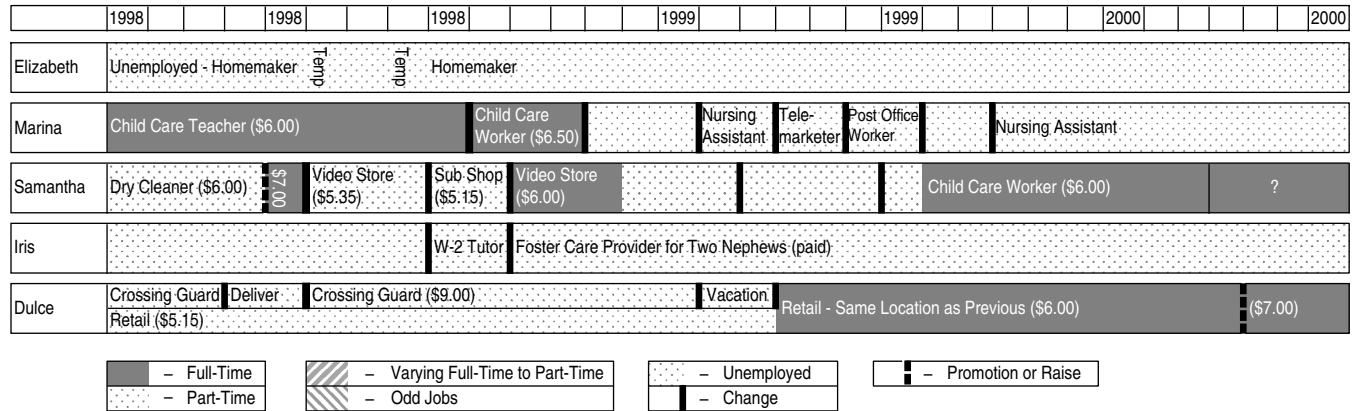 1998 1998 1998 1999 1999 2000 2000
Elizabeth Unemployed - Homemaker Temp Temp Homemaker
Marina Child Care Teacher ($6.00) Child Care Worker ($6.50) Nursing Assistant Tele-marketer Post Office Worker Nursing Assistant
Samantha Dry Cleaner ($6.00) $7.00 Video Store ($5.35) Sub Shop ($5.15) Video Store ($6.00) Child Care Worker ($6.00) ?
Iris W-2 Tutor Foster Care Provider for Two Nephews (paid)
Dulce Crossing Guard Deliver Crossing Guard ($9.00) Vacation Retail - Same Location as Previous ($6.00) ($7.00)
Retail ($5.15)
– Full-Time – Varying Full-Time to Part-Time – Unemployed – Promotion or Raise
– Part-Time – Odd Jobs – Change